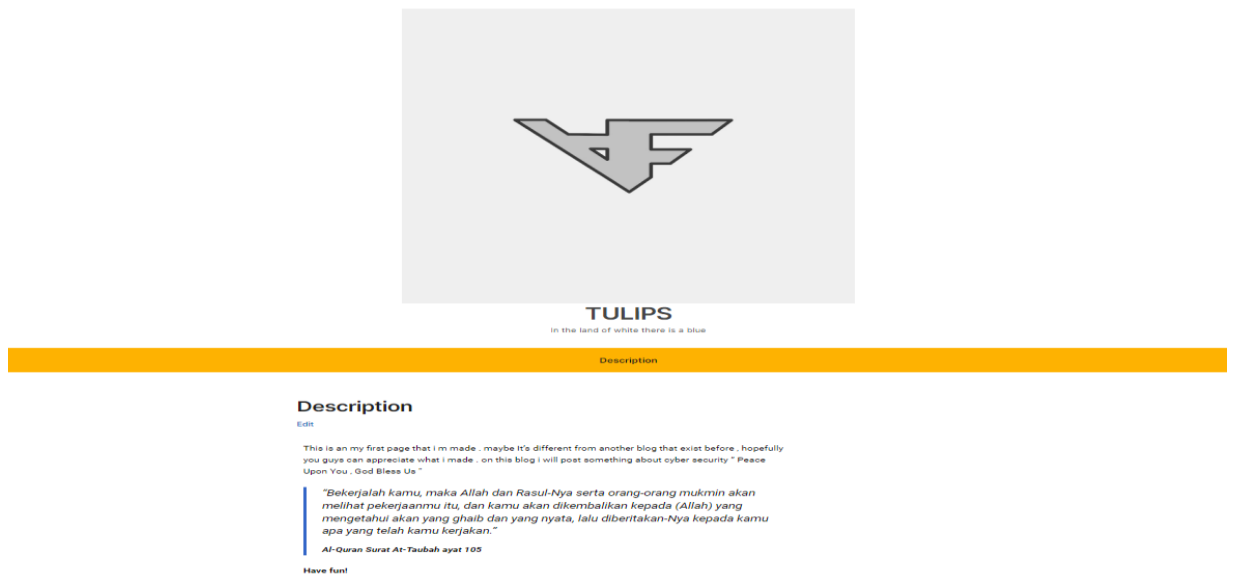 TULIPS
In the land of white there is a blue
Description
Description
Edit
This is an my first page that i m made . maybe It's different from another blog that exist before , hopefully
you guys can appreciate what i made . on this blog i will post something about cyber security " Peace
Upon You , God Bless Us "
"Bekerjalah kamu, maka Allah dan Rasul-Nya serta orang-orang mukmin akan
melihat pekerjaanmu itu, dan kamu akan dikembalikan kepada (Allah) yang
mengetahui akan yang ghaib dan yang nyata, lalu diberitakan-Nya kepada kamu
apa yang telah kamu kerjakan."
Al-Quran Surat At-Taubah ayat 105
Have fun!